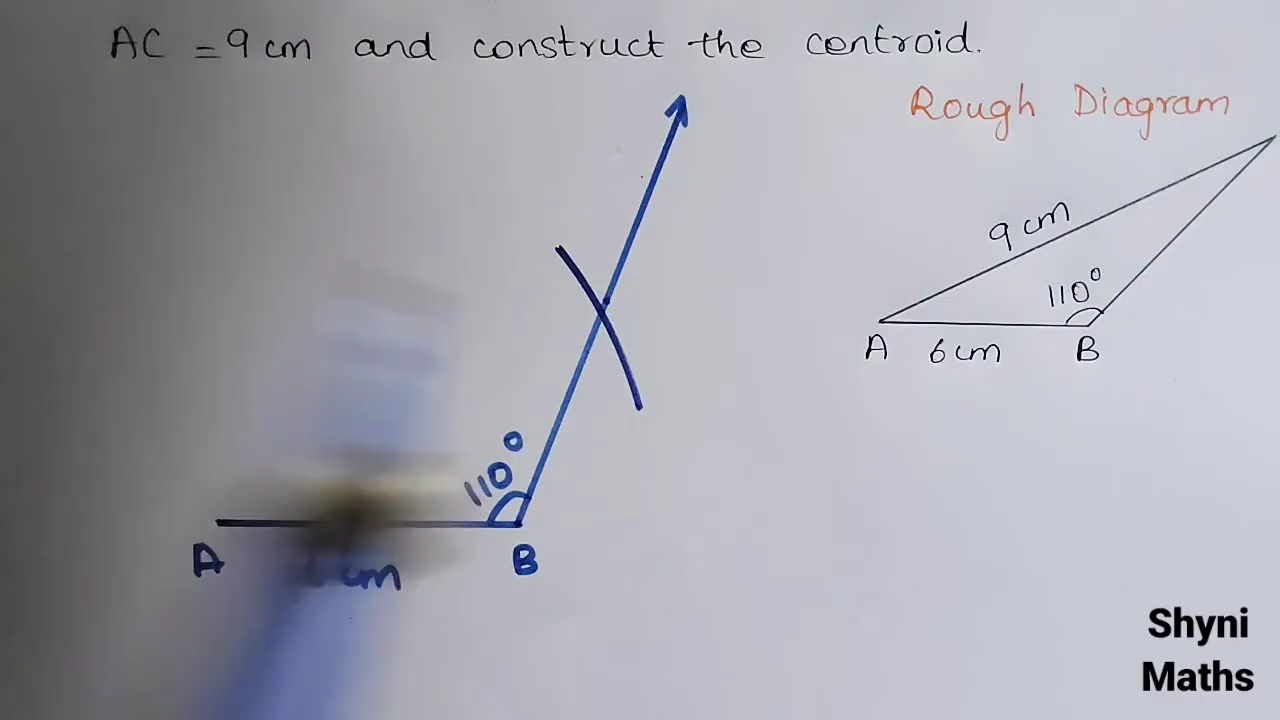 AC = 9 cm and construct the centroid.
Rough Diagram
9 cm
110°
A 6 cm B
110°
A B
cm
Shyni
Maths